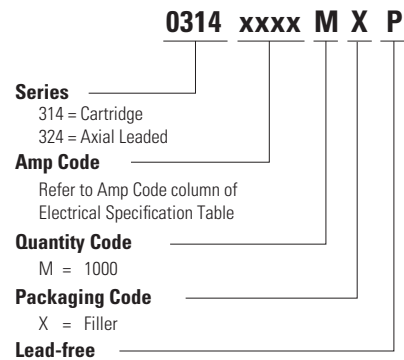 0314 xxxx M X P
Series
314 = Cartridge
324 = Axial Leaded
Amp Code
Refer to Amp Code column of
Electrical Specification Table
Quantity Code
M = 1000
Packaging Code
X = Filler
Lead-free